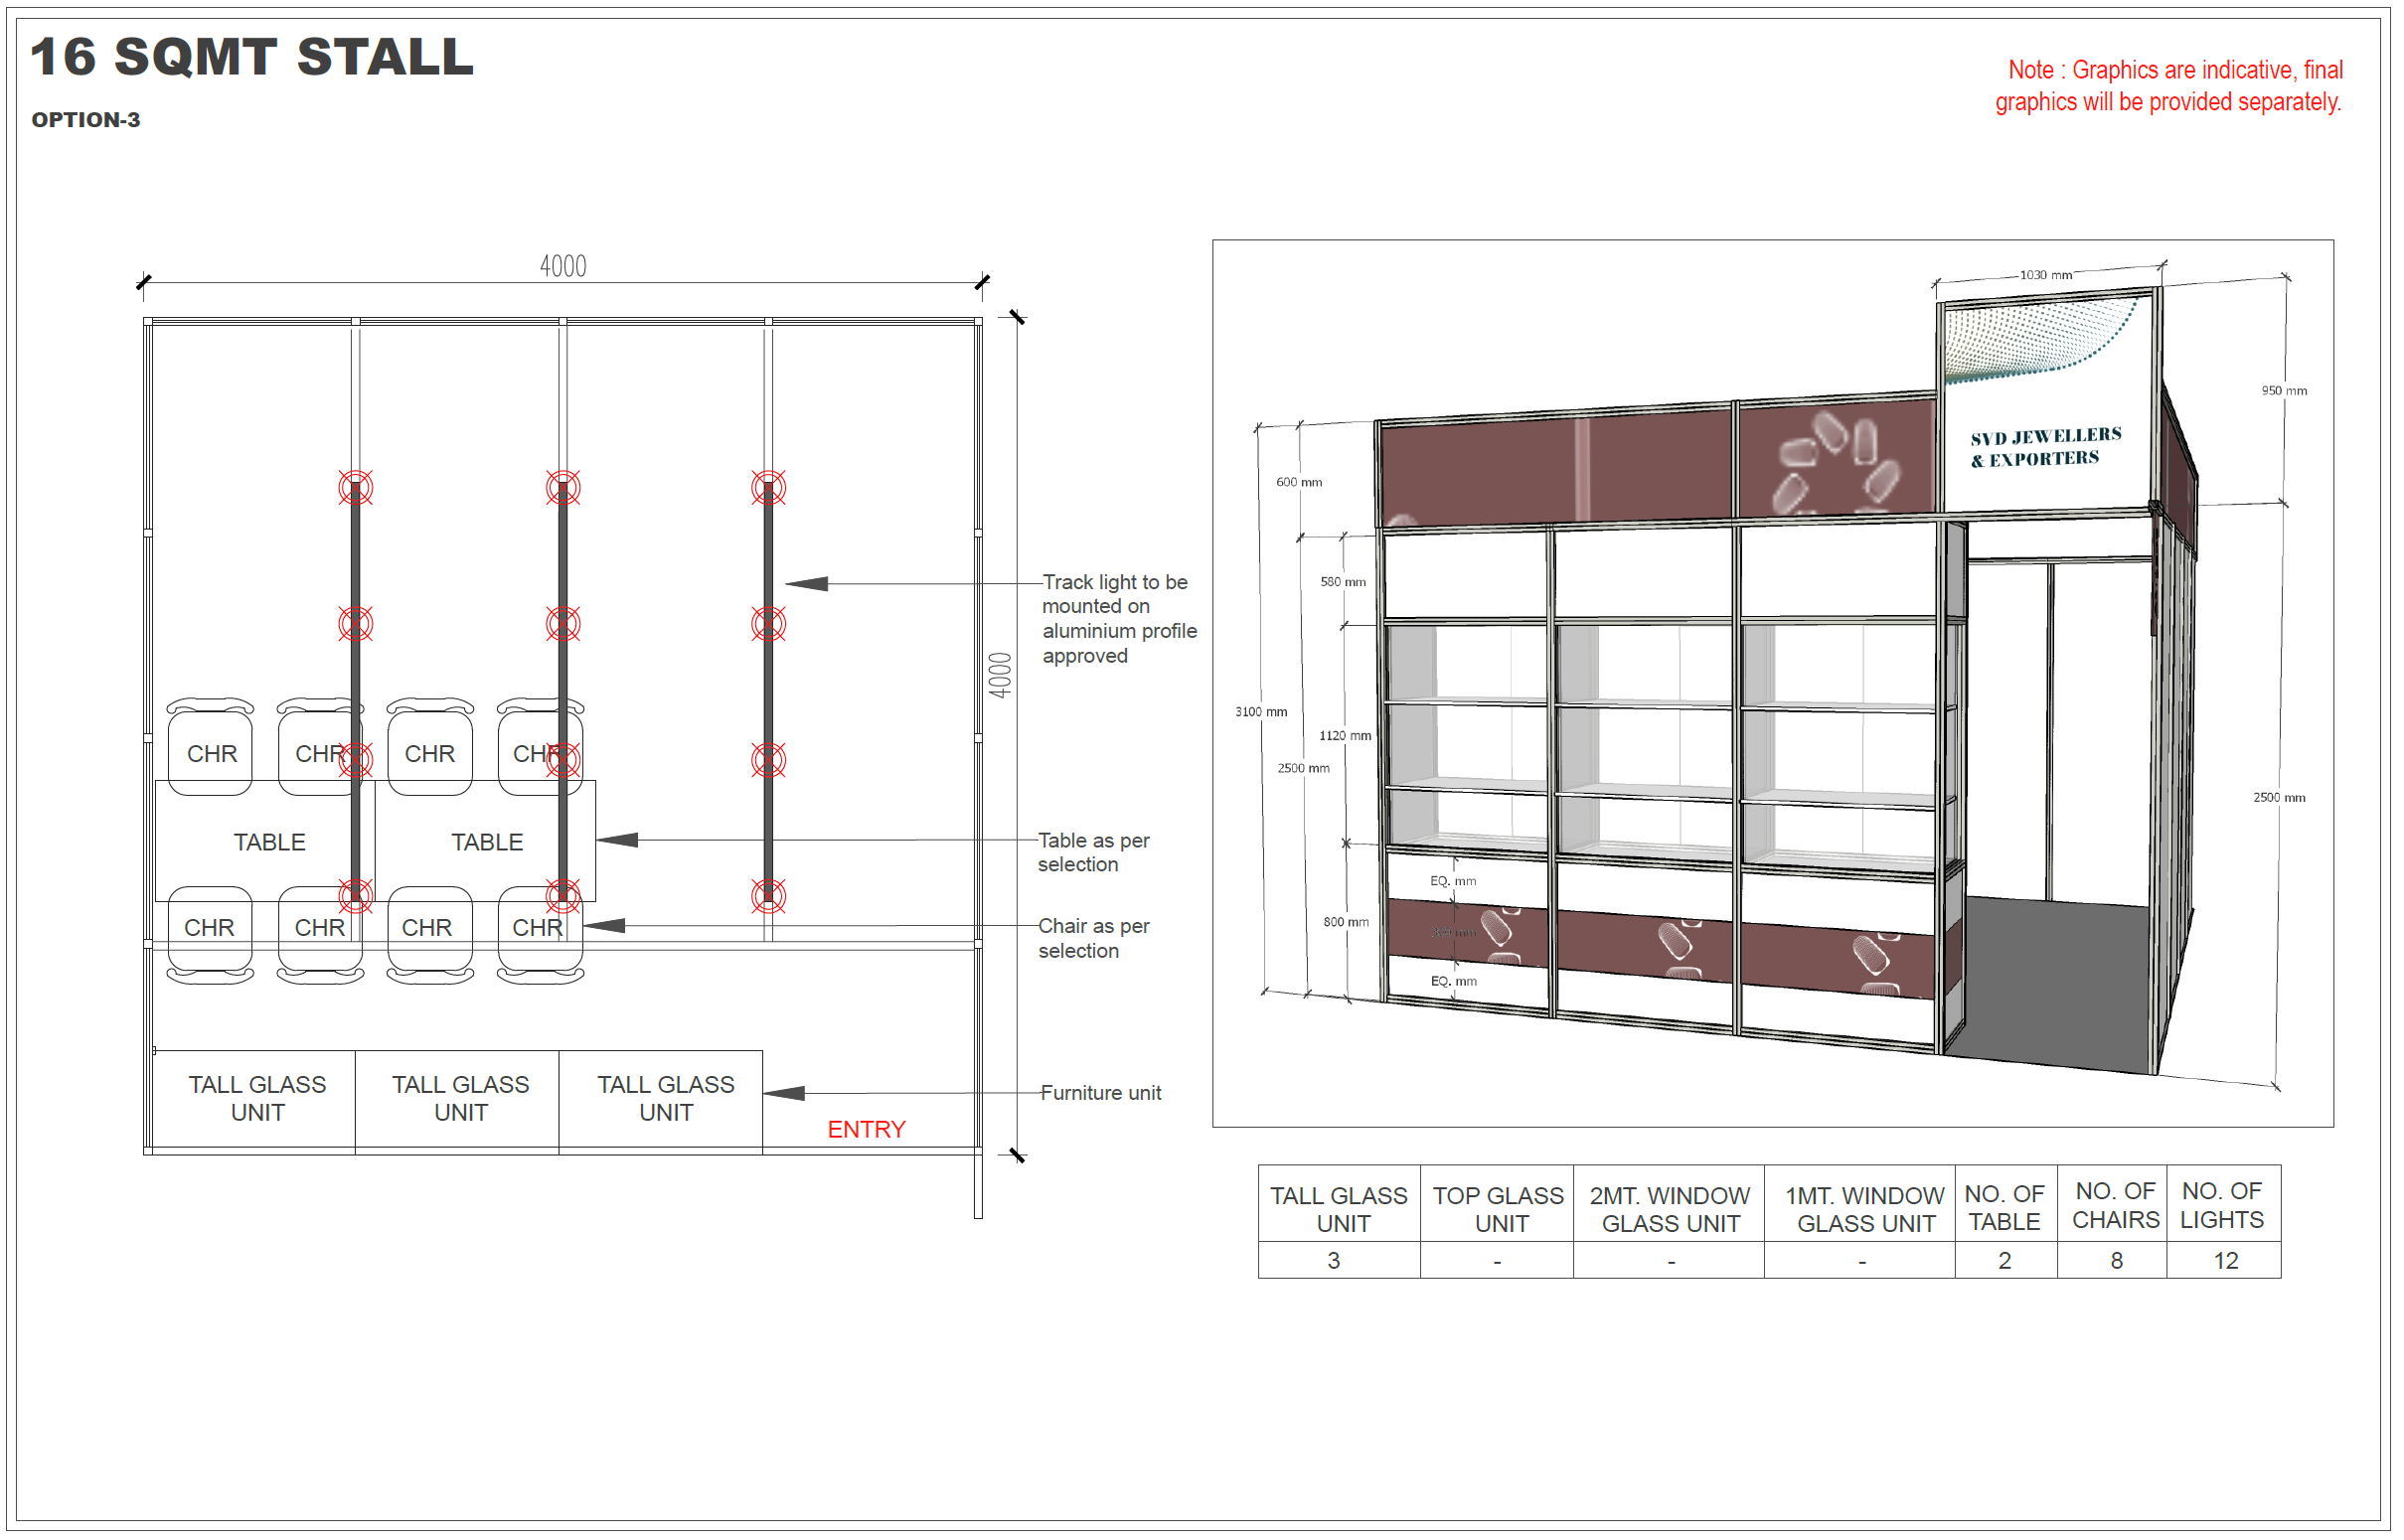 16 SQMT STALL
OPTION-3
Note : Graphics are indicative, final
graphics will be provided separately.
4000
4000
Track light to be
mounted on
aluminium profile
approved
CHR CHR CHR CHR
TABLE TABLE
Table as per
selection
CHR CHR CHR CHR
Chair as per
selection
TALL GLASS
UNIT
TALL GLASS
UNIT
TALL GLASS
UNIT
Furniture unit
ENTRY
1030 mm
950 mm
SVD JEWELLERS
& EXPORTERS
600 mm
580 mm
3100 mm
1120 mm
2500 mm
2500 mm
EQ. mm
800 mm
EQ. mm
TALL GLASS
UNIT
TOP GLASS
UNIT
2MT. WINDOW
GLASS UNIT
1MT. WINDOW
GLASS UNIT
NO. OF
TABLE
NO. OF
CHAIRS
NO. OF
LIGHTS
3 - - - 2 8 12